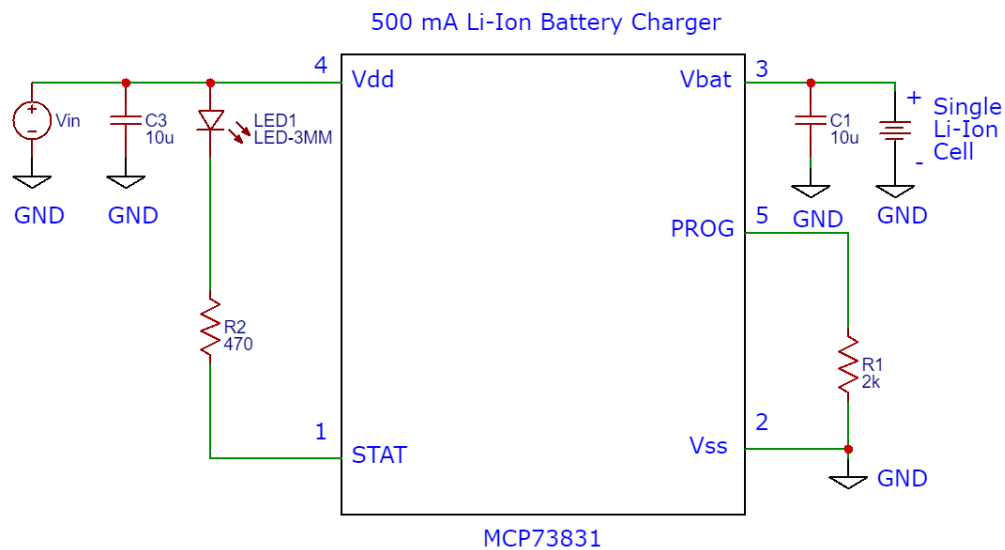 500 mA Li-Ion Battery Charger
4
Vdd
Vbat
3
+
-
Vin
C3
10u
LED1
LED-3MM
C1
10u
+
Single
Li-Ion
Cell
-
GND
GND
GND
GND
PROG
5
R2
470
R1
2k
1
STAT
Vss
2
GND
MCP73831